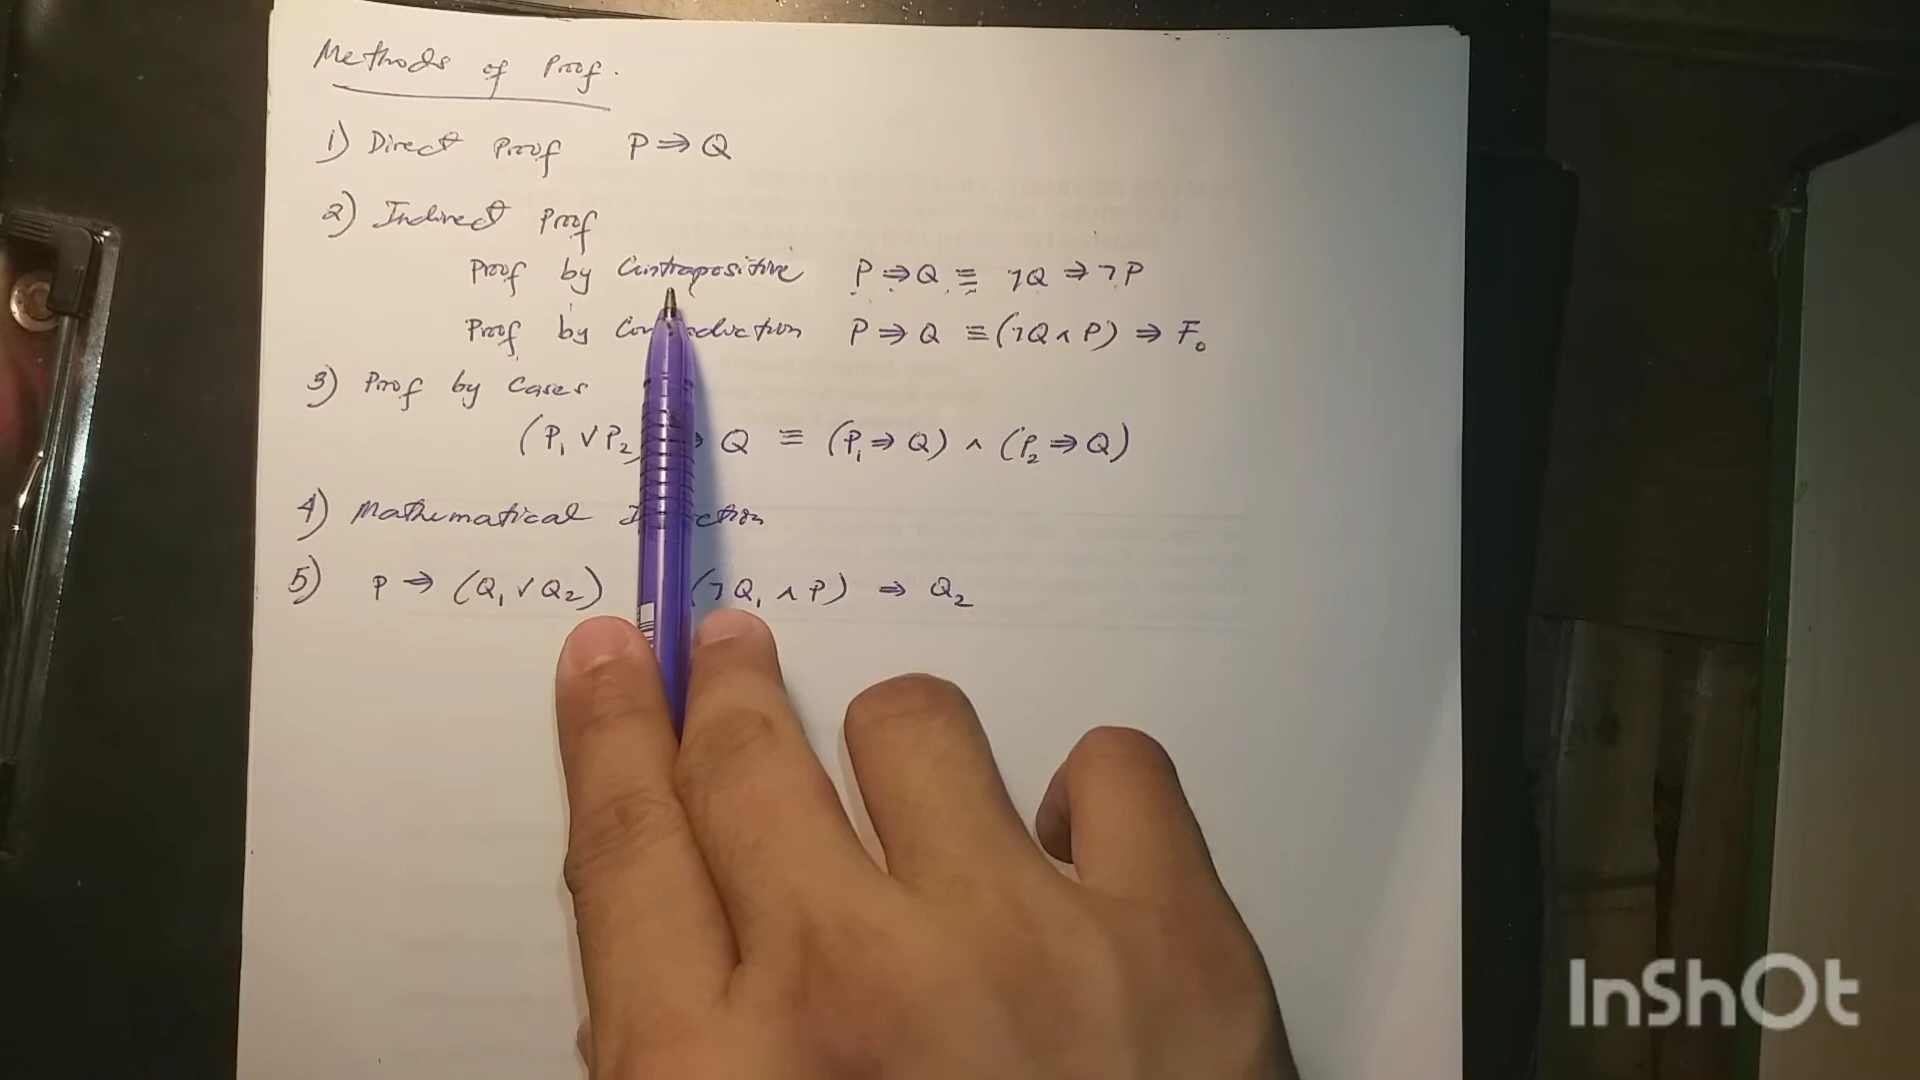 Methods of Proof.
1) Direct Proof P ⇒ Q
2) Indirect Proof
Proof by Contrapositive P ⇒ Q ≡ ¬Q ⇒ ¬P
Proof by P ⇒ Q ≡ (¬Q ∧ P) ⇒ F₀
3) Proof by Cases
(P₁ ∨ P₂ Q ≡ (P₁ ⇒ Q) ∧ (P₂ ⇒ Q)
4) Mathematical
5) P ⇒ (Q₁ ∨ Q₂) (¬Q₁ ∧ P) ⇒ Q₂
InShOt